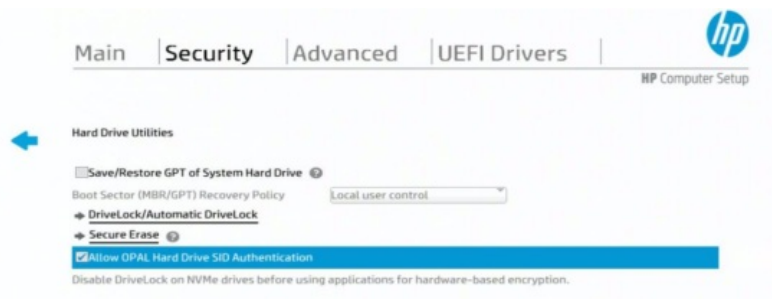 hp
Main Security Advanced UEFI Drivers
HP Computer Setup
Hard Drive Utilities
Save/Restore GPT of System Hard Drive ?
Boot Sector (MBR/GPT) Recovery Policy Local user control
DriveLock/Automatic DriveLock
Secure Erase ?
Allow OPAL Hard Drive SID Authentication
Disable DriveLock on NVMe drives before using applications for hardware-based encryption.